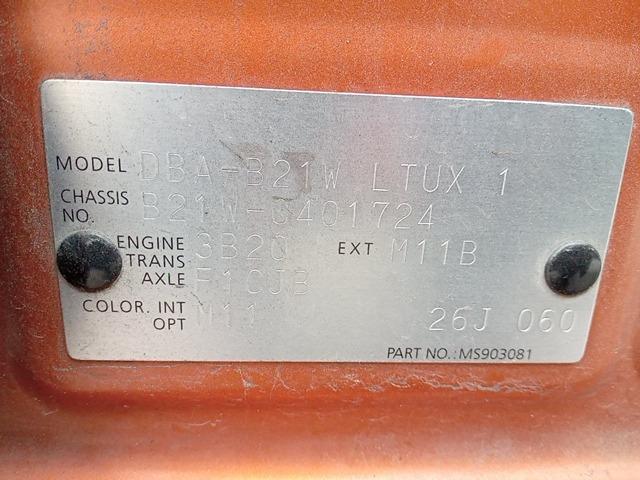 MODEL DBA-B21W LTUX 1
CHASSIS NO. B21W-0401724
ENGINE 3B20 EXT M11B
TRANS AXLE F1CJB
COLOR. INT M11
OPT 26J 060
PART NO.: MS903081